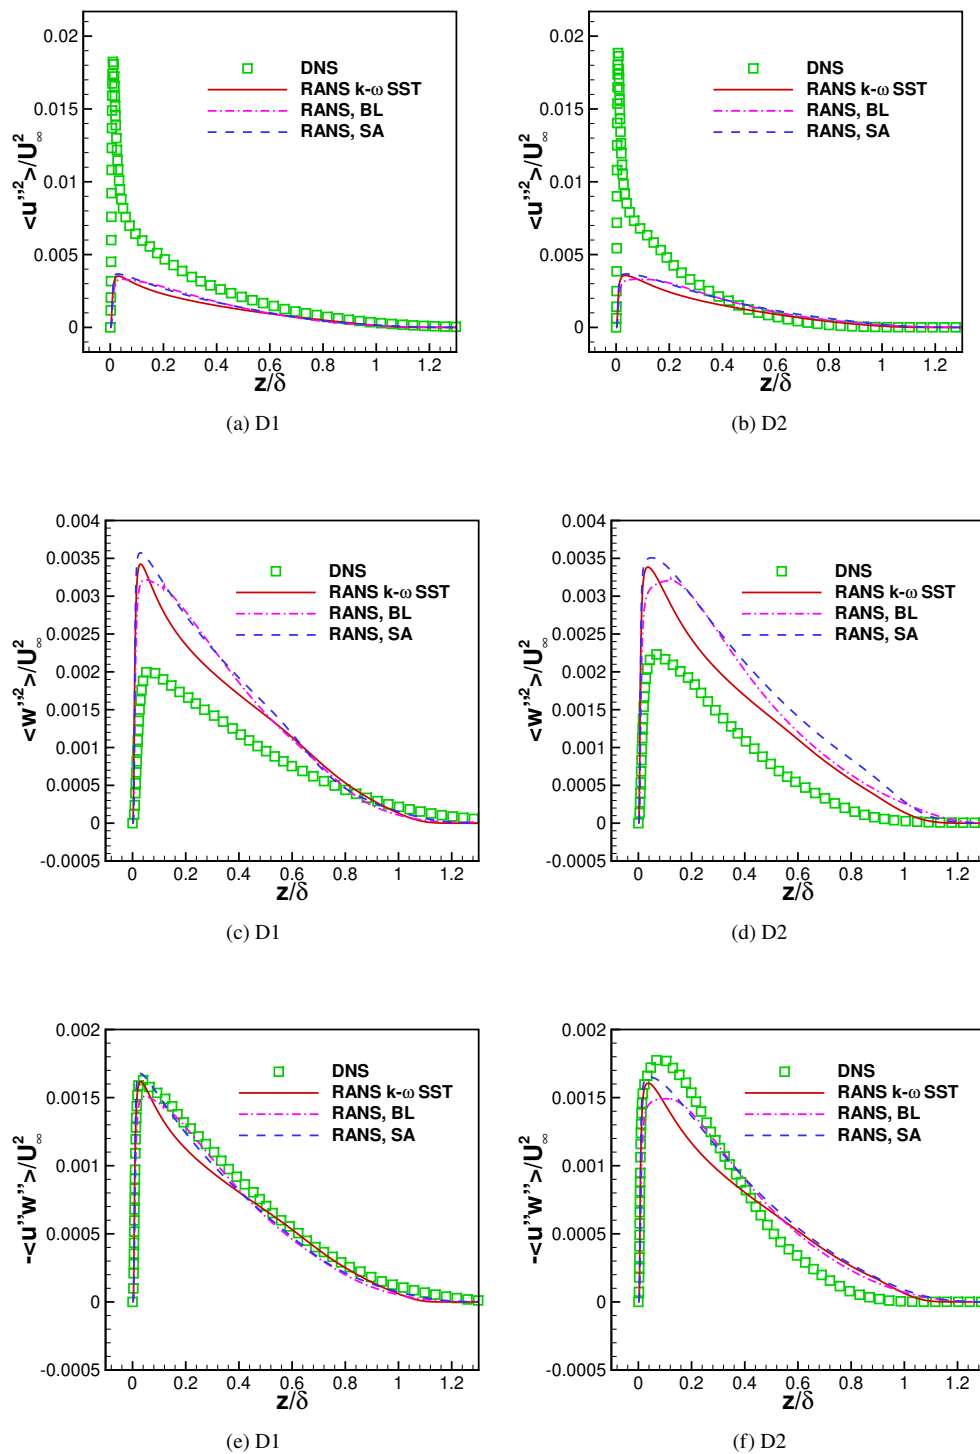 <u''²>/U²∞
0.02
0.015
0.01
0.005
0
DNS
RANS k-ω SST
RANS, BL
RANS, SA
0 0.2 0.4 0.6 0.8 1 1.2
z/δ
(a) D1
<u''²>/U²∞
0.02
0.015
0.01
0.005
0
DNS
RANS k-ω SST
RANS, BL
RANS, SA
0 0.2 0.4 0.6 0.8 1 1.2
z/δ
(b) D2
<w''²>/U²∞
0.004
0.0035
0.003
0.0025
0.002
0.0015
0.001
0.0005
0
-0.0005
DNS
RANS k-ω SST
RANS, BL
RANS, SA
0 0.2 0.4 0.6 0.8 1 1.2
z/δ
(c) D1
<w''²>/U²∞
0.004
0.0035
0.003
0.0025
0.002
0.0015
0.001
0.0005
0
-0.0005
DNS
RANS k-ω SST
RANS, BL
RANS, SA
0 0.2 0.4 0.6 0.8 1 1.2
z/δ
(d) D2
-<u''w''>/U²∞
0.002
0.0015
0.001
0.0005
0
-0.0005
DNS
RANS k-ω SST
RANS, BL
RANS, SA
0 0.2 0.4 0.6 0.8 1 1.2
z/δ
(e) D1
-<u''w''>/U²∞
0.002
0.0015
0.001
0.0005
0
-0.0005
DNS
RANS k-ω SST
RANS, BL
RANS, SA
0 0.2 0.4 0.6 0.8 1 1.2
z/δ
(f) D2